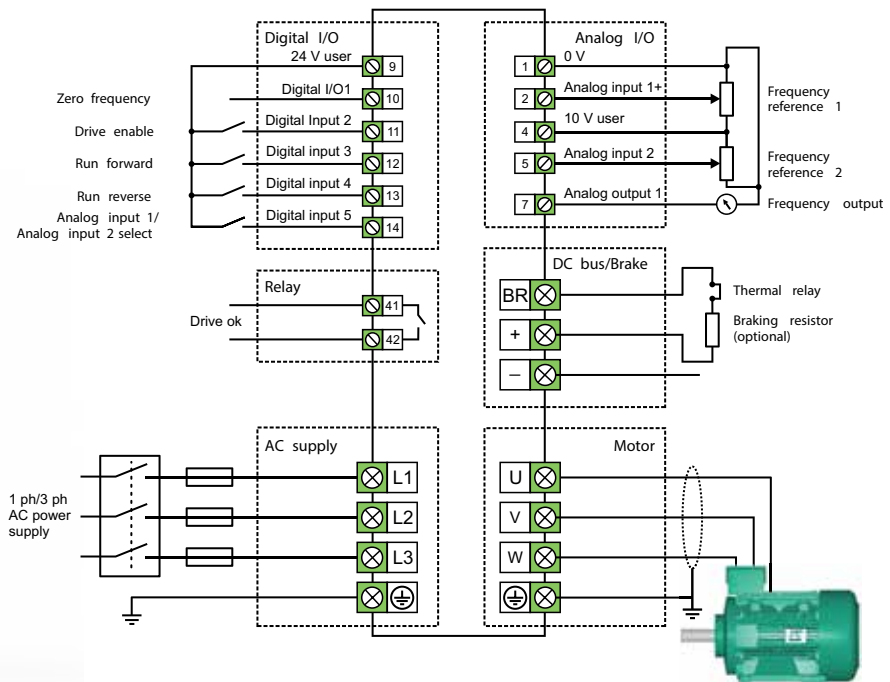 Digital I/O
24 V user
9
Zero frequency
Digital I/O1
10
Drive enable
Digital Input 2
11
Run forward
Digital input 3
12
Run reverse
Digital input 4
13
Analog input 1/
Analog input 2 select
Digital input 5
14
Analog I/O
1
0 V
2
Analog input 1+
Frequency
reference 1
4
10 V user
5
Analog input 2
Frequency
reference 2
7
Analog output 1
Frequency output
Relay
Drive ok
41
42
DC bus/Brake
BR
Thermal relay
+
Braking resistor
(optional)
−
AC supply
1 ph/3 ph
AC power
supply
L1
L2
L3
Motor
U
V
W